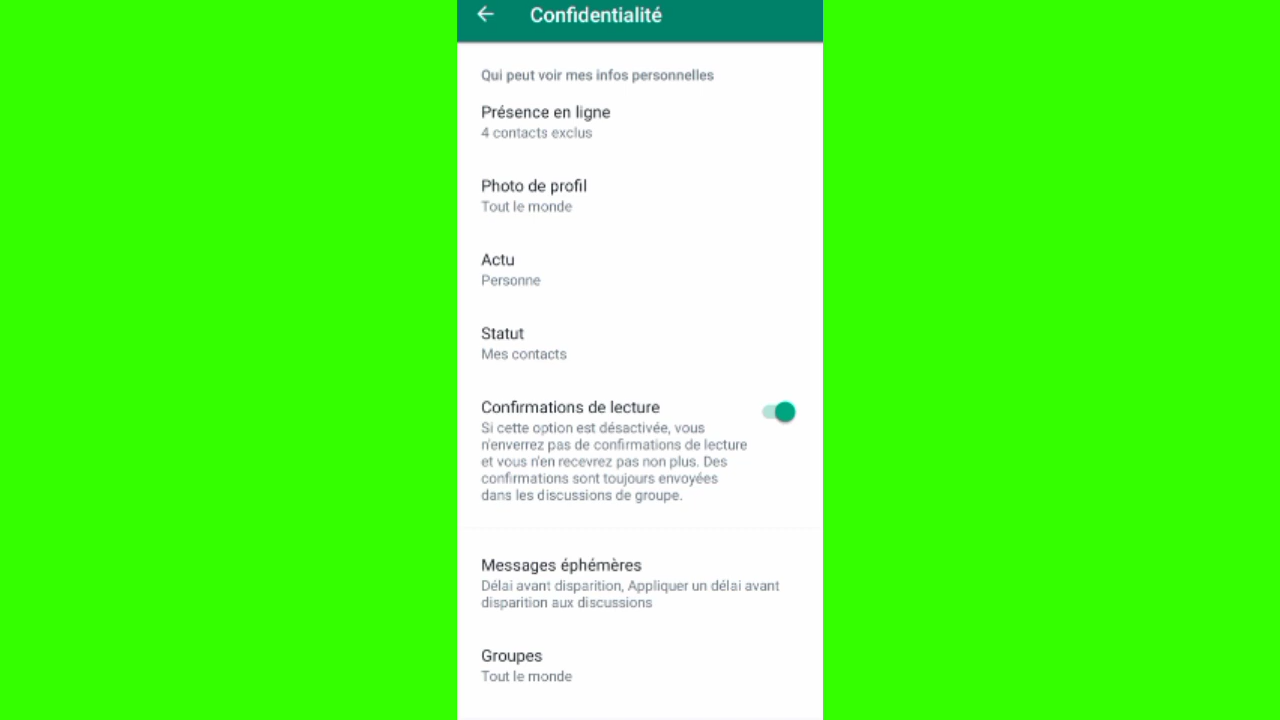 Confidentialité
Qui peut voir mes infos personnelles
Présence en ligne
4 contacts exclus
Photo de profil
Tout le monde
Actu
Personne
Statut
Mes contacts
Confirmations de lecture
Si cette option est désactivée, vous
n'enverrez pas de confirmations de lecture
et vous n'en recevrez pas non plus. Des
confirmations sont toujours envoyées
dans les discussions de groupe.
Messages éphémères
Délai avant disparition, Appliquer un délai avant
disparition aux discussions
Groupes
Tout le monde